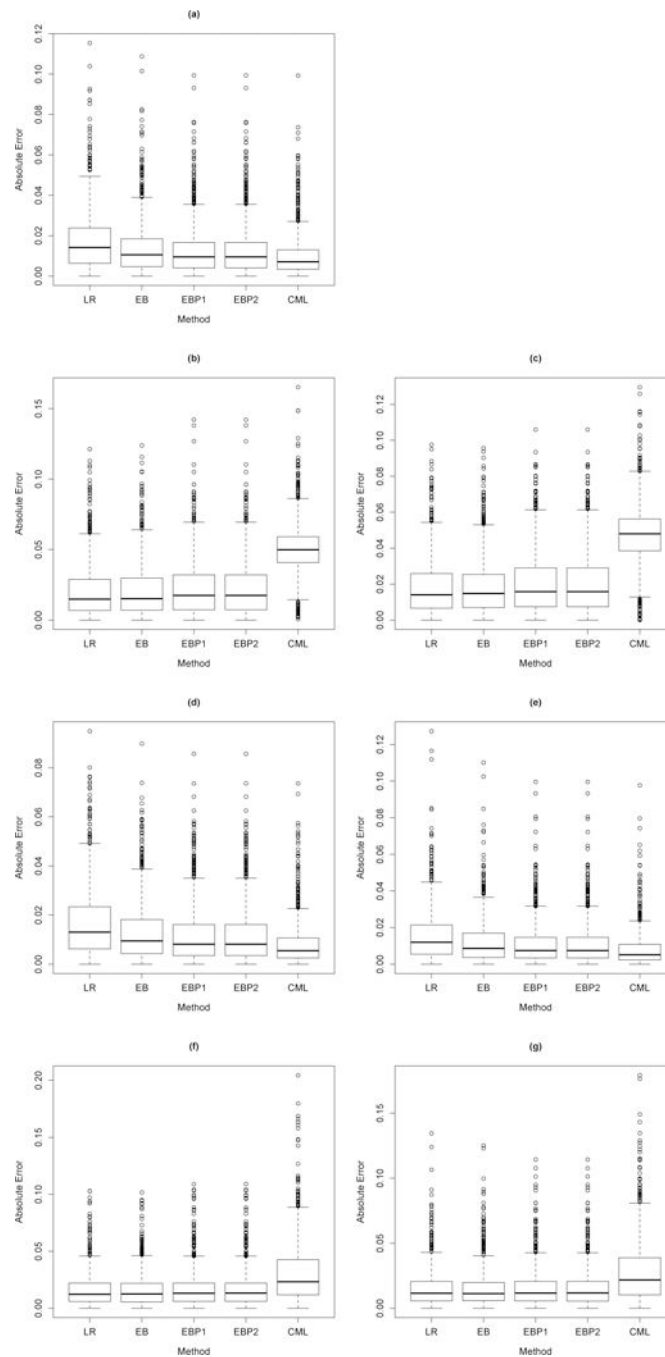 (a)
Absolute Error
0.00 0.02 0.04 0.06 0.08 0.10 0.12
LR EB EBP1 EBP2 CML
Method
(b)
Absolute Error
0.00 0.05 0.10 0.15
LR EB EBP1 EBP2 CML
Method
(c)
Absolute Error
0.00 0.02 0.04 0.06 0.08 0.10 0.12
LR EB EBP1 EBP2 CML
Method
(d)
Absolute Error
0.00 0.02 0.04 0.06 0.08
LR EB EBP1 EBP2 CML
Method
(e)
Absolute Error
0.00 0.02 0.04 0.06 0.08 0.10 0.12
LR EB EBP1 EBP2 CML
Method
(f)
Absolute Error
0.00 0.05 0.10 0.15 0.20
LR EB EBP1 EBP2 CML
Method
(g)
Absolute Error
0.00 0.05 0.10 0.15
LR EB EBP1 EBP2 CML
Method